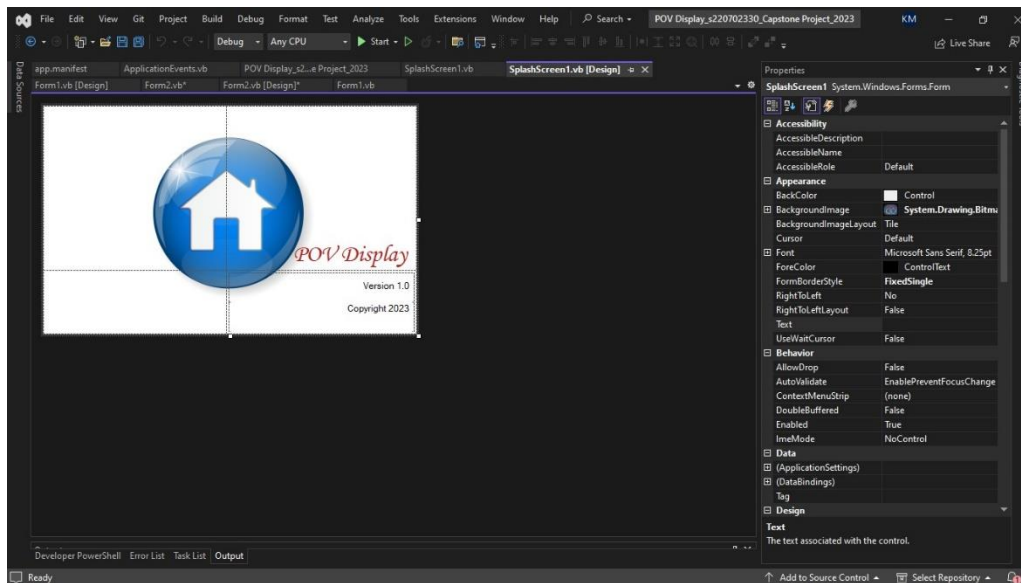 File Edit View Git Project Build Debug Format Test Analyze Tools Extensions Window Help Search POV Display_s220702330_Capstone Project_2023 KM
Debug Any CPU Start Live Share
app.manifest ApplicationEvents.vb POV Display_s2...e Project_2023 SplashScreen1.vb SplashScreen1.vb [Design]
Form1.vb [Design] Form2.vb* Form2.vb [Design]* Form1.vb
Data Sources
POV Display
Version 1.0
Copyright 2023
Properties
SplashScreen1 System.Windows.Forms.Form
Accessibility
AccessibleDescription
AccessibleName
AccessibleRole Default
Appearance
BackColor Control
BackgroundImage System.Drawing.Bitma
BackgroundImageLayout Tile
Cursor Default
Font Microsoft Sans Serif, 8.25pt
ForeColor ControlText
FormBorderStyle FixedSingle
RightToLeft No
RightToLeftLayout False
Text
UseWaitCursor False
Behavior
AllowDrop False
AutoValidate EnablePreventFocusChange
ContextMenuStrip (none)
DoubleBuffered False
Enabled True
ImeMode NoControl
Data
(ApplicationSettings)
(DataBindings)
Tag
Design
Text
The text associated with the control.
Developer PowerShell Error List Task List Output
Ready Add to Source Control Select Repository